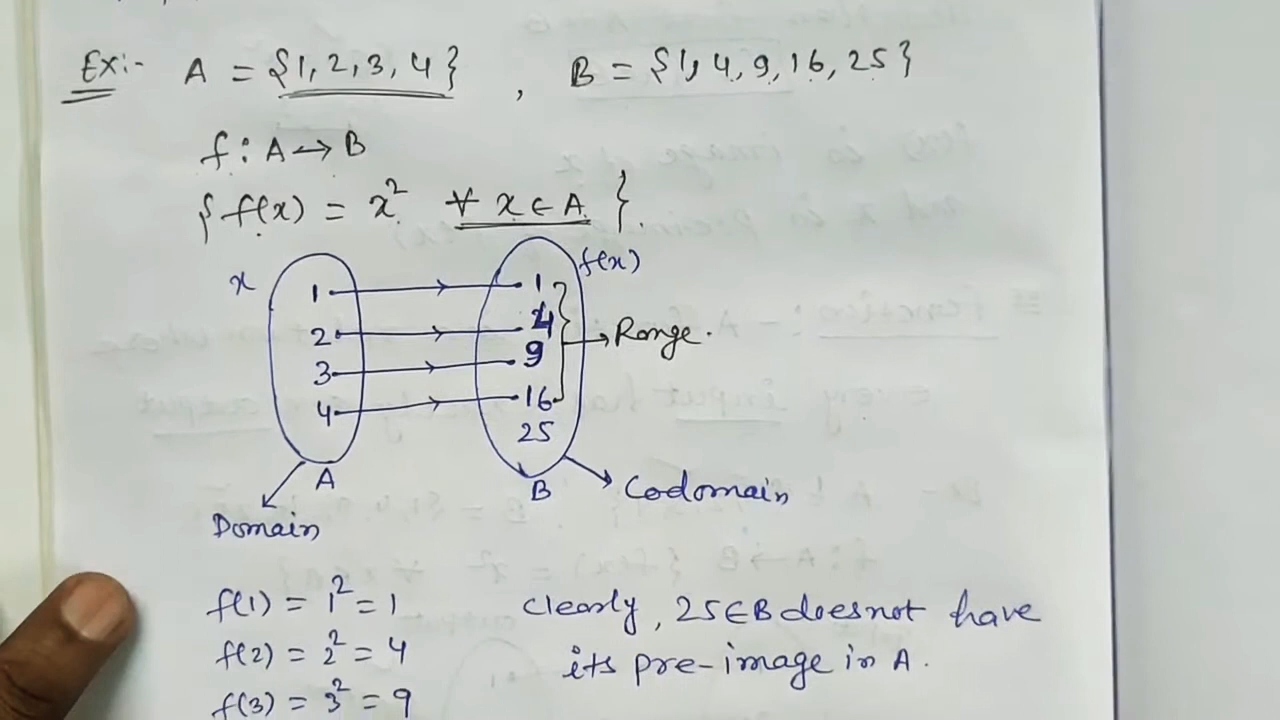 Ex:- A = {1, 2, 3, 4} , B = {1, 4, 9, 16, 25}
f : A → B
{ f(x) = x² ∀ x ∈ A }.
x f(x)
1 1
2 4
3 9
4 16
25
Range.
A B
Domain Codomain
f(1) = 1² = 1
f(2) = 2² = 4
f(3) = 3² = 9
clearly, 25 ∈ B does not have
its pre-image in A.